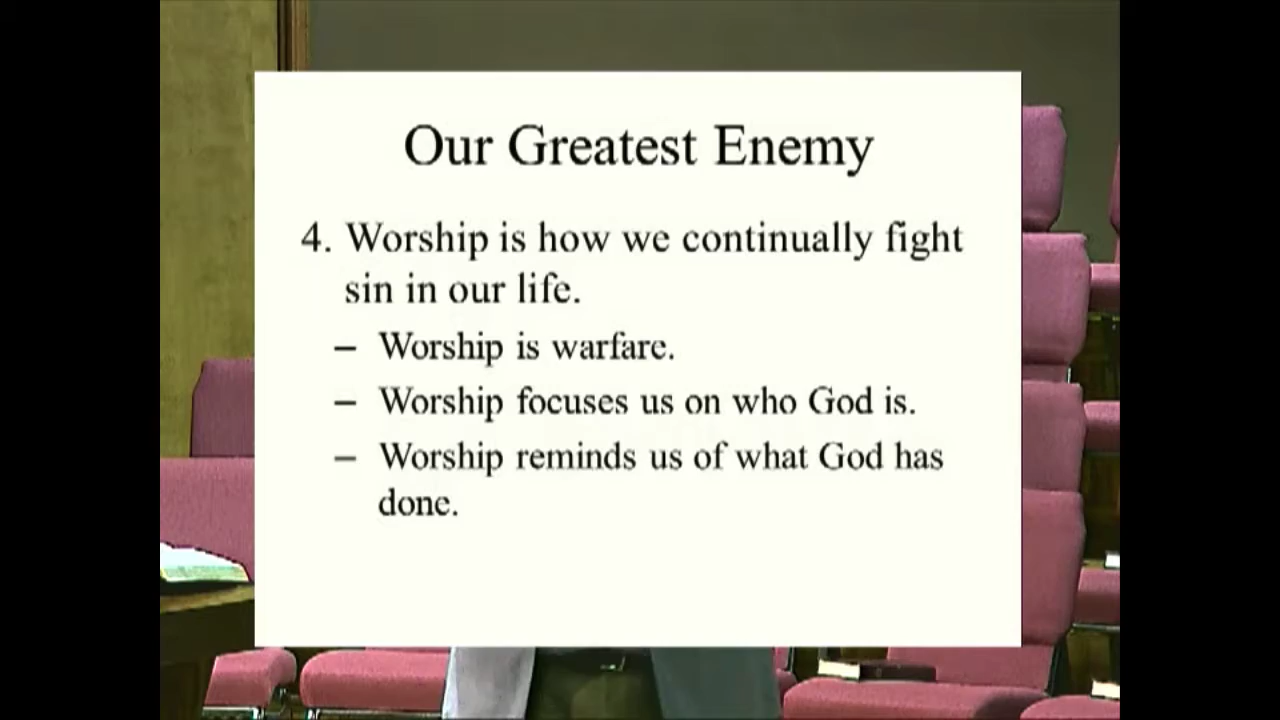 Our Greatest Enemy
4. Worship is how we continually fight
sin in our life.
– Worship is warfare.
– Worship focuses us on who God is.
– Worship reminds us of what God has
done.